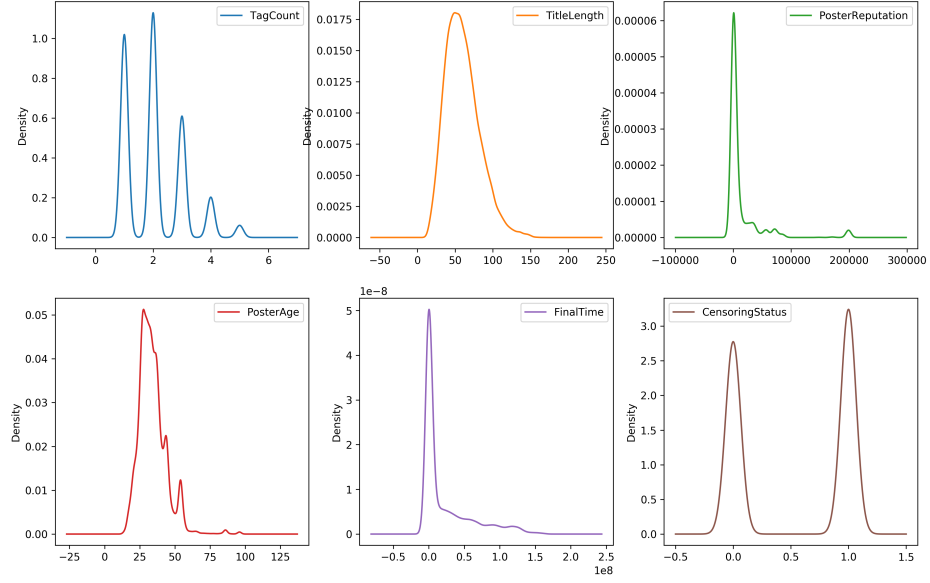 TagCount
Density
1.0
0.8
0.6
0.4
0.2
0.0
0 2 4 6
TitleLength
Density
0.0175
0.0150
0.0125
0.0100
0.0075
0.0050
0.0025
0.0000
−50 0 50 100 150 200 250
PosterReputation
Density
0.00006
0.00005
0.00004
0.00003
0.00002
0.00001
0.00000
−100000 0 100000 200000 300000
PosterAge
Density
0.05
0.04
0.03
0.02
0.01
0.00
−25 0 25 50 75 100 125
1e−8
FinalTime
Density
5
4
3
2
1
0
−0.5 0.0 0.5 1.0 1.5 2.0 2.5
1e8
CensoringStatus
Density
3.0
2.5
2.0
1.5
1.0
0.5
0.0
−0.5 0.0 0.5 1.0 1.5